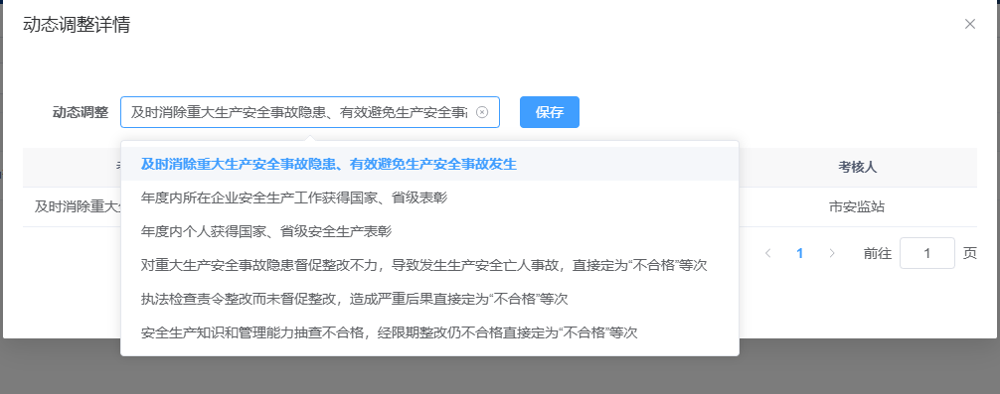 动态调整详情
动态调整 及时消除重大生产安全事故隐患、有效避免生产安全事故 保存
及时消除重大生产安全事故隐患、有效避免生产安全事故发生
年度内所在企业安全生产工作获得国家、省级表彰
年度内个人获得国家、省级安全生产表彰
对重大生产安全事故隐患督促整改不力，导致发生生产安全亡人事故，直接定为“不合格”等次
执法检查责令整改而未督促整改，造成严重后果直接定为“不合格”等次
安全生产知识和管理能力抽查不合格，经限期整改仍不合格直接定为“不合格”等次
考核人
及时消除重大 市安监站
1 前往 1 页